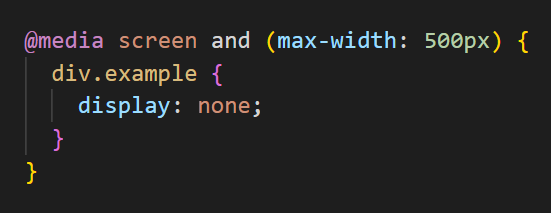 @media screen and (max-width: 500px) {
div.example {
display: none;
}
}